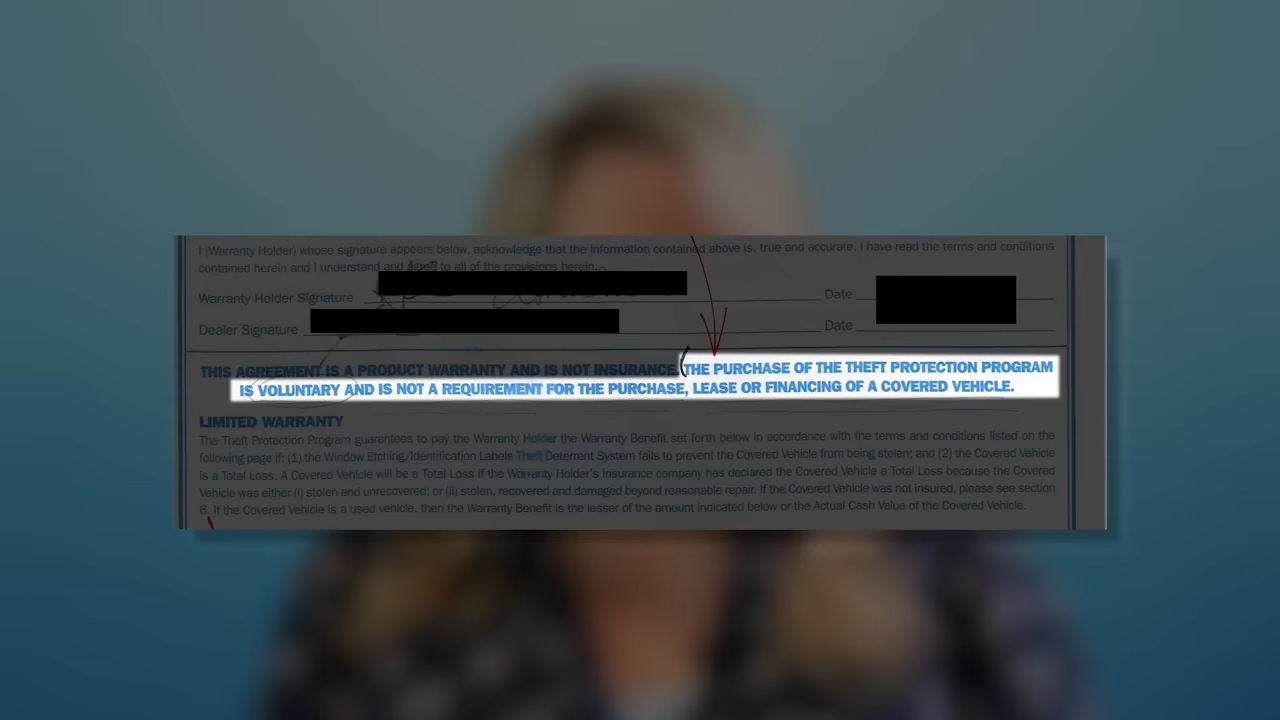 I (Warranty Holder) whose signature appears below, acknowledge that the information contained above is, true and accurate. I have read the terms and conditions
contained herein and I understand and agree to all of the provisions herein.
Warranty Holder Signature Date
Dealer Signature Date
THIS AGREEMENT IS A PRODUCT WARRANTY AND IS NOT INSURANCE. THE PURCHASE OF THE THEFT PROTECTION PROGRAM
IS VOLUNTARY AND IS NOT A REQUIREMENT FOR THE PURCHASE, LEASE OR FINANCING OF A COVERED VEHICLE.
LIMITED WARRANTY
The Theft Protection Program guarantees to pay the Warranty Holder the Warranty Benefit set forth below in accordance with the terms and conditions listed on the
following page if: (1) the Window Etching/Identification Labels Theft Deterrent System fails to prevent the Covered Vehicle from being stolen; and (2) the Covered Vehicle
is a Total Loss. A Covered Vehicle will be a Total Loss if the Warranty Holder's insurance company has declared the Covered Vehicle a Total Loss because the Covered
Vehicle was either (i) stolen and unrecovered; or (ii) stolen, recovered and damaged beyond reasonable repair. If the Covered Vehicle was not insured, please see section
6. If the Covered Vehicle is a used vehicle, then the Warranty Benefit is the lesser of the amount indicated below or the Actual Cash Value of the Covered Vehicle.